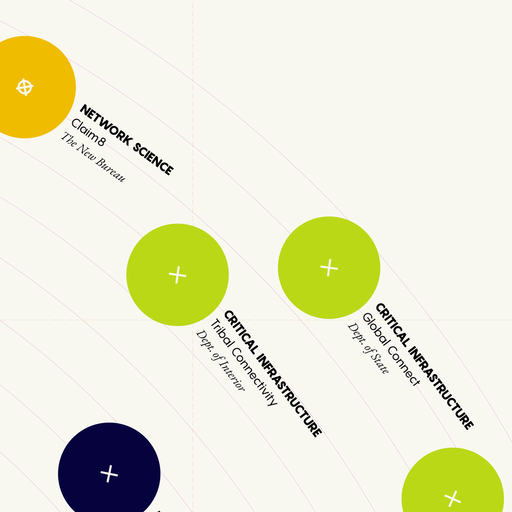 NETWORK SCIENCE
Claim8
The New Bureau
CRITICAL INFRASTRUCTURE
Tribal Connectivity
Dept. of Interior
CRITICAL INFRASTRUCTURE
Global Connect
Dept. of State